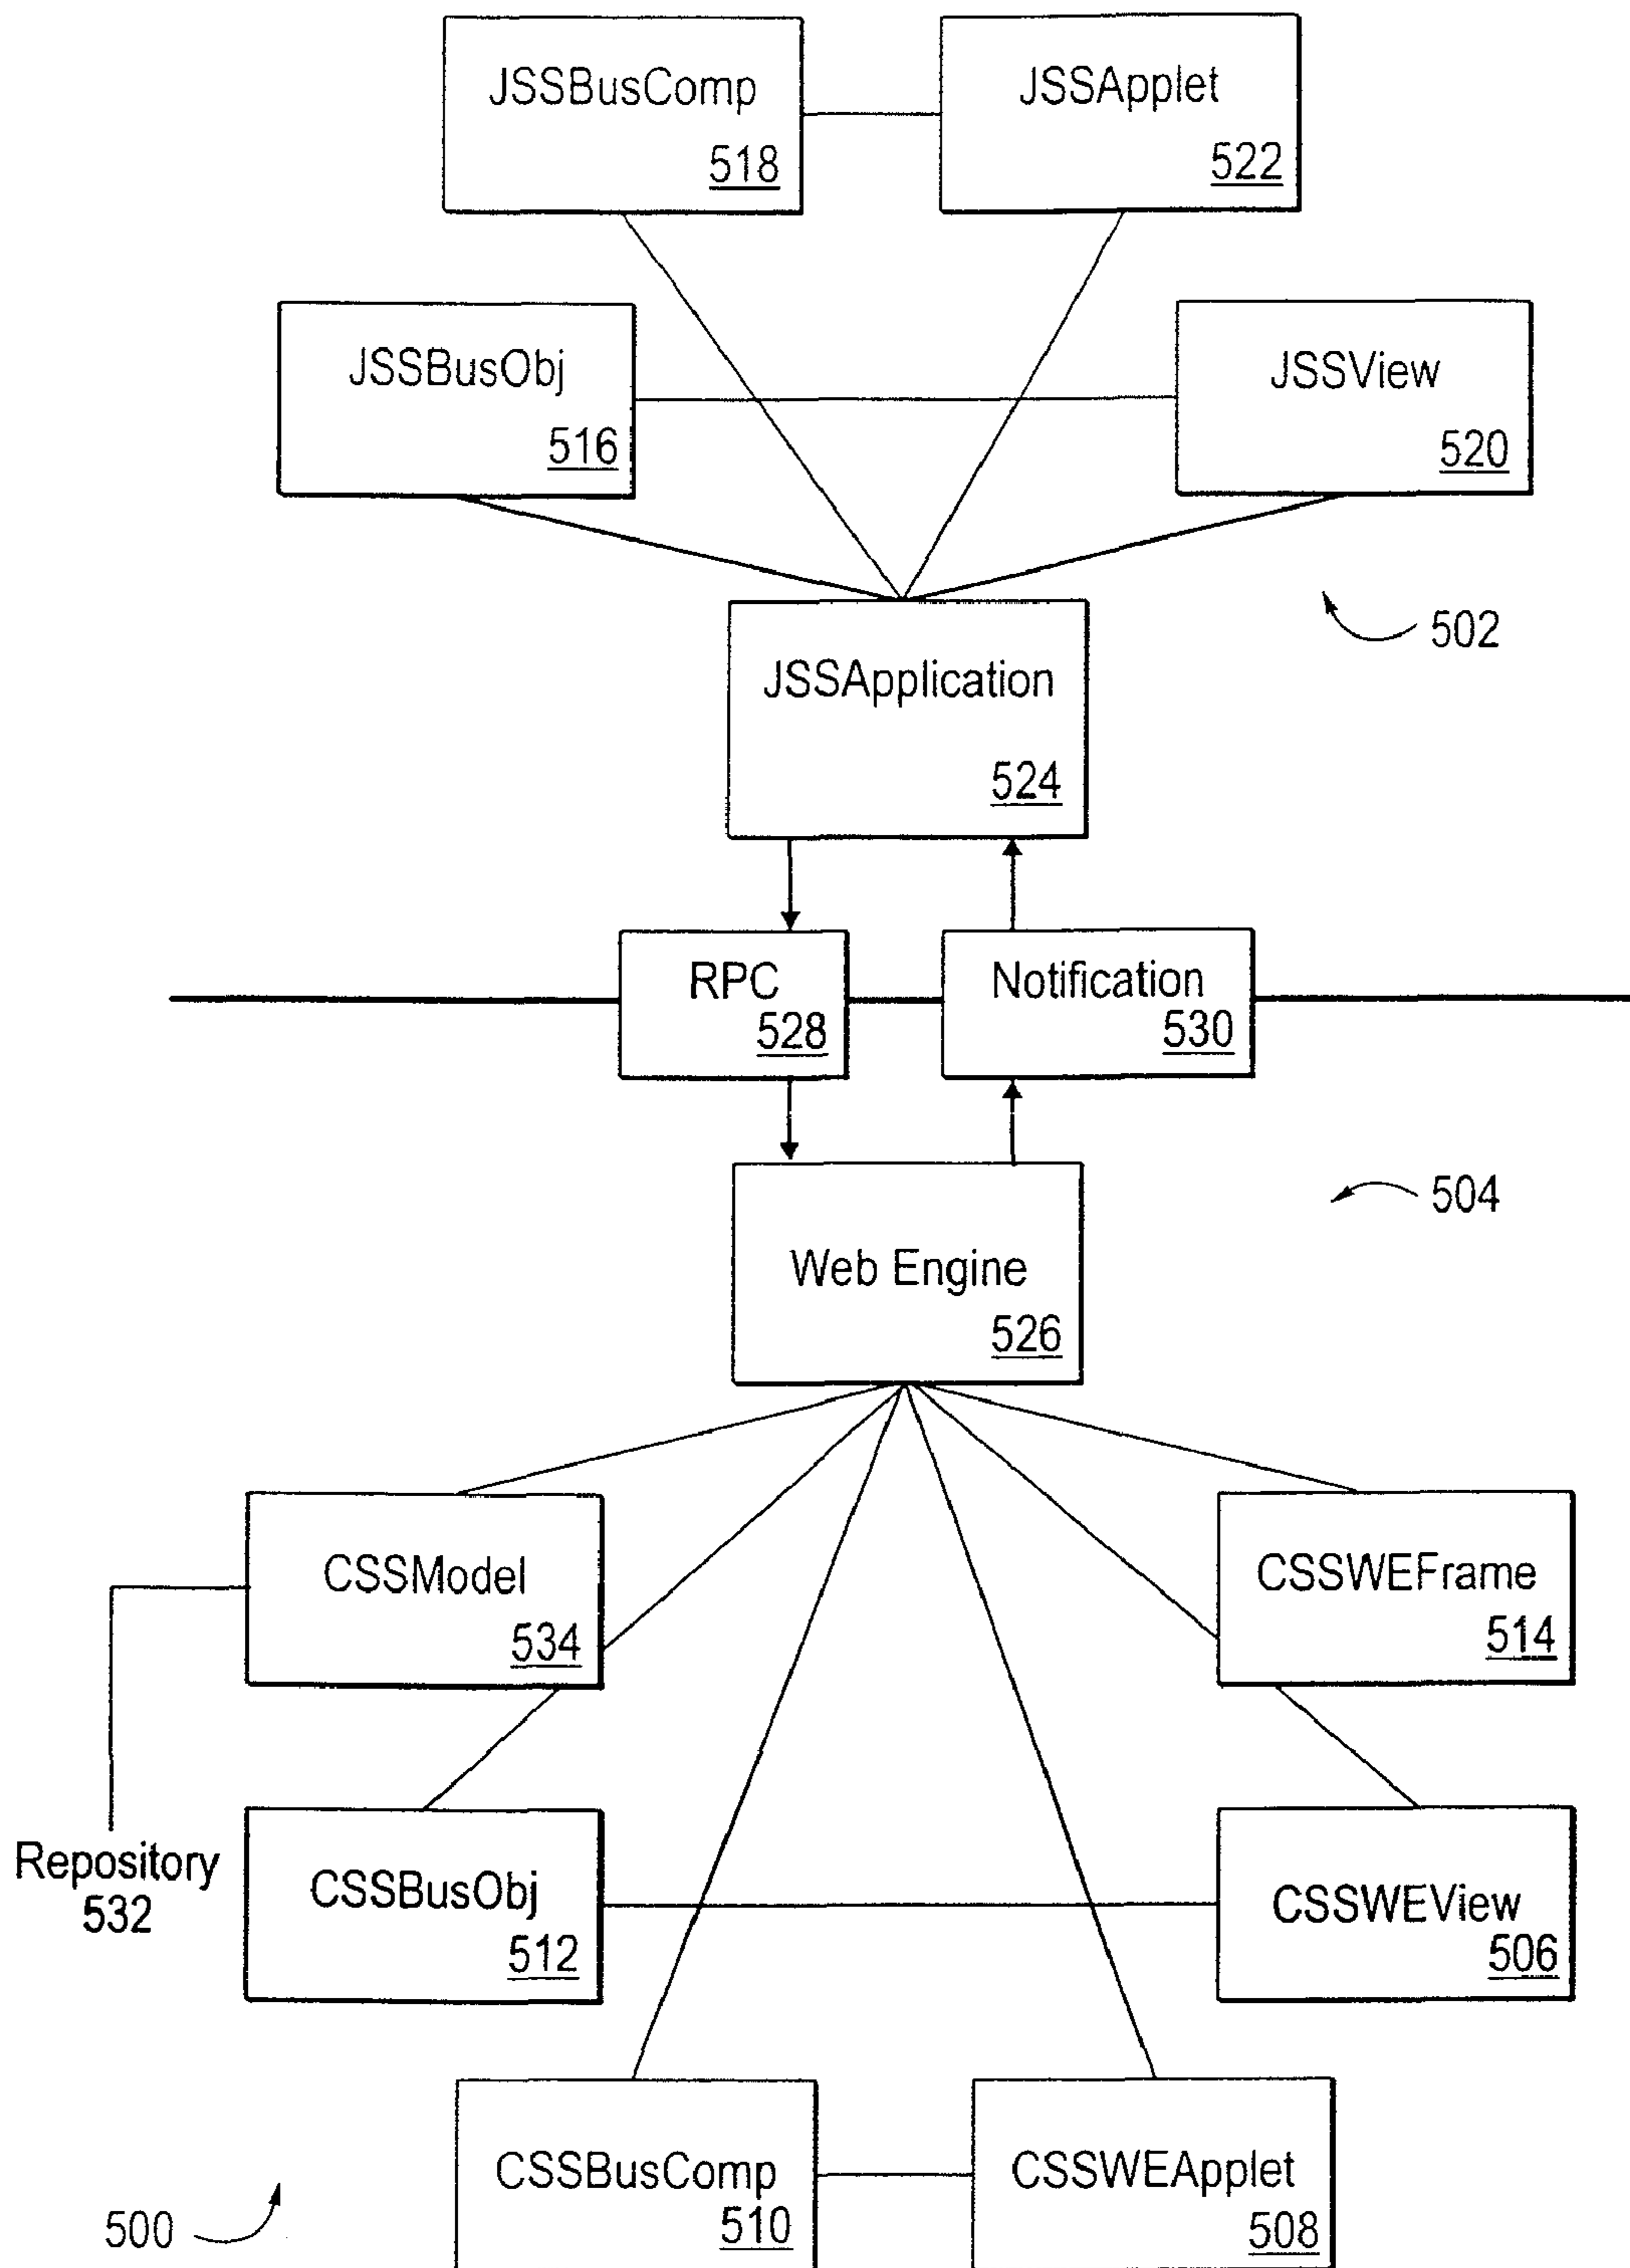 JSSBusComp
518
JSSApplet
522
JSSBusObj
516
JSSView
520
502
JSSApplication
524
RPC
528
Notification
530
504
Web Engine
526
CSSModel
534
CSSWEFrame
514
Repository
532
CSSBusObj
512
CSSWEView
506
CSSBusComp
510
CSSWEApplet
508
500